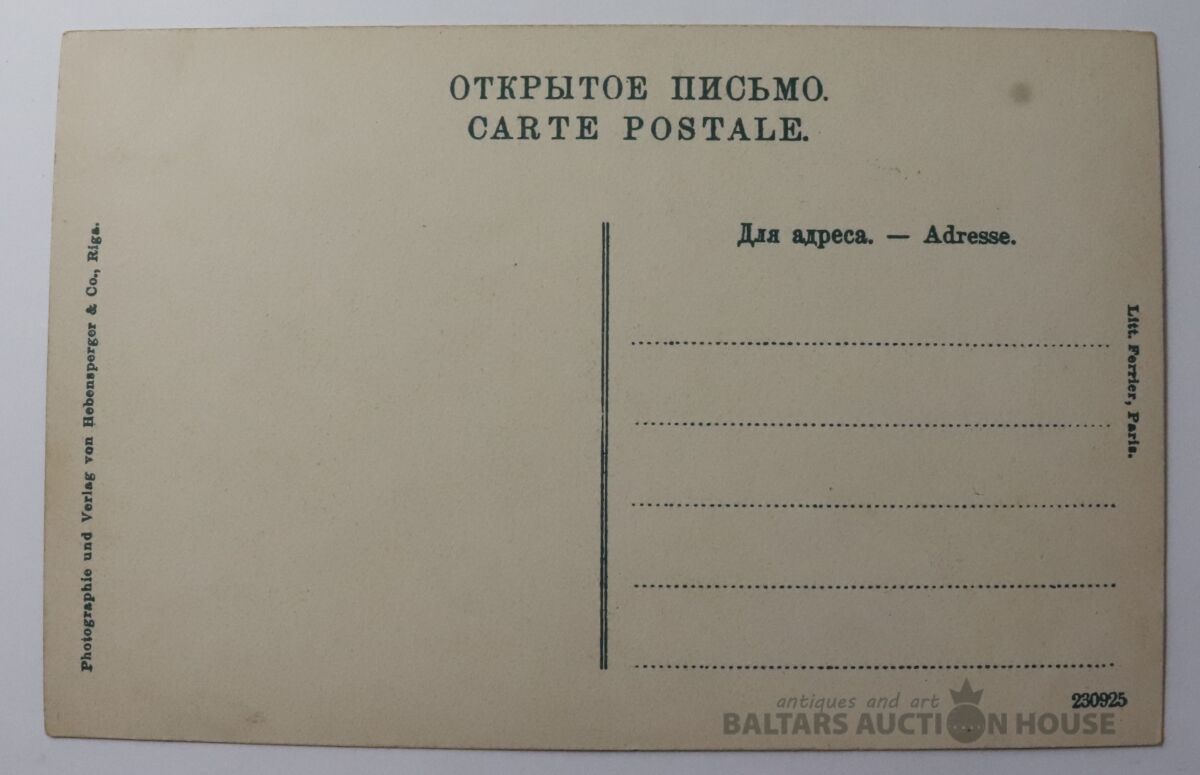 ОТКРЫТОЕ ПИСЬМО.
CARTE POSTALE.
Photographie und Verlag von Hebensperger & Co., Riga.
Для адреса. — Adresse.
Litt. Ferrier, Paris.
230925
antiques and art
BALTARS AUCTION HOUSE